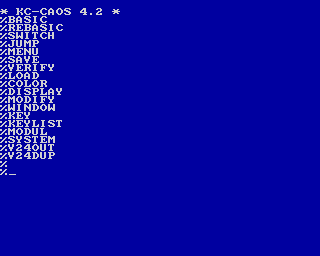 * KC-CAOS 4.2 *
%BASIC
%REBASIC
%SWITCH
%JUMP
%MENU
%SAVE
%VERIFY
%LOAD
%COLOR
%DISPLAY
%MODIFY
%WINDOW
%KEY
%KEYLIST
%MODUL
%SYSTEM
%V24OUT
%V24DUP
%
%_